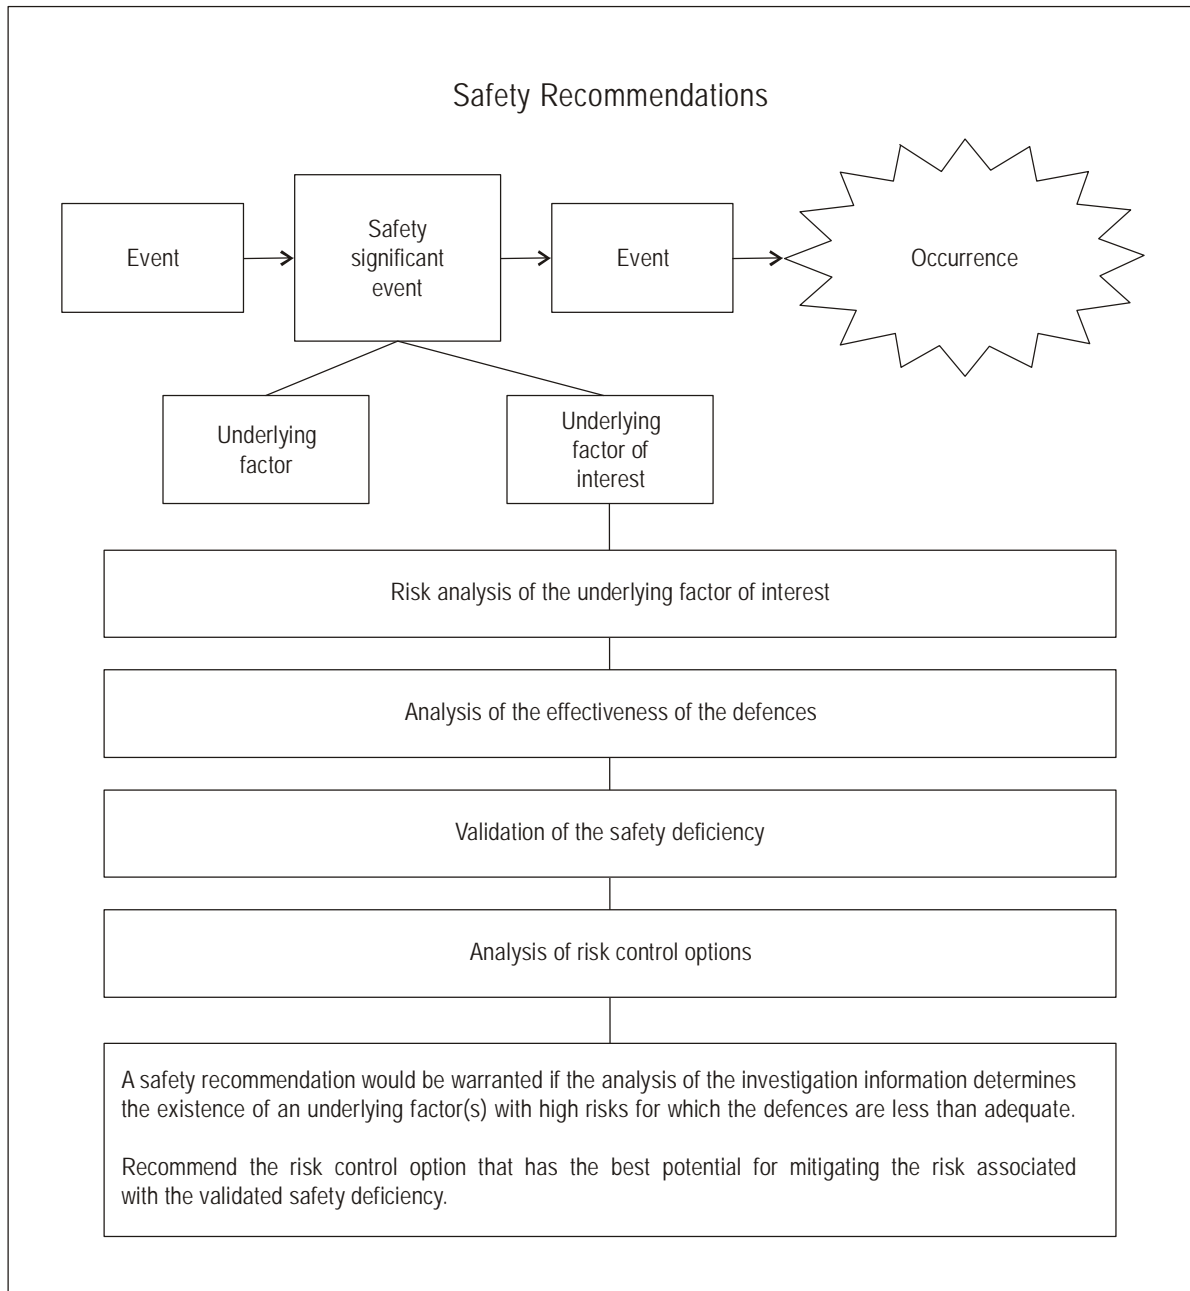 Safety Recommendations
Event
Safety
significant
event
Event
Occurrence
Underlying
factor
Underlying
factor of
interest
Risk analysis of the underlying factor of interest
Analysis of the effectiveness of the defences
Validation of the safety deficiency
Analysis of risk control options
A safety recommendation would be warranted if the analysis of the investigation information determines
the existence of an underlying factor(s) with high risks for which the defences are less than adequate.
Recommend the risk control option that has the best potential for mitigating the risk associated
with the validated safety deficiency.